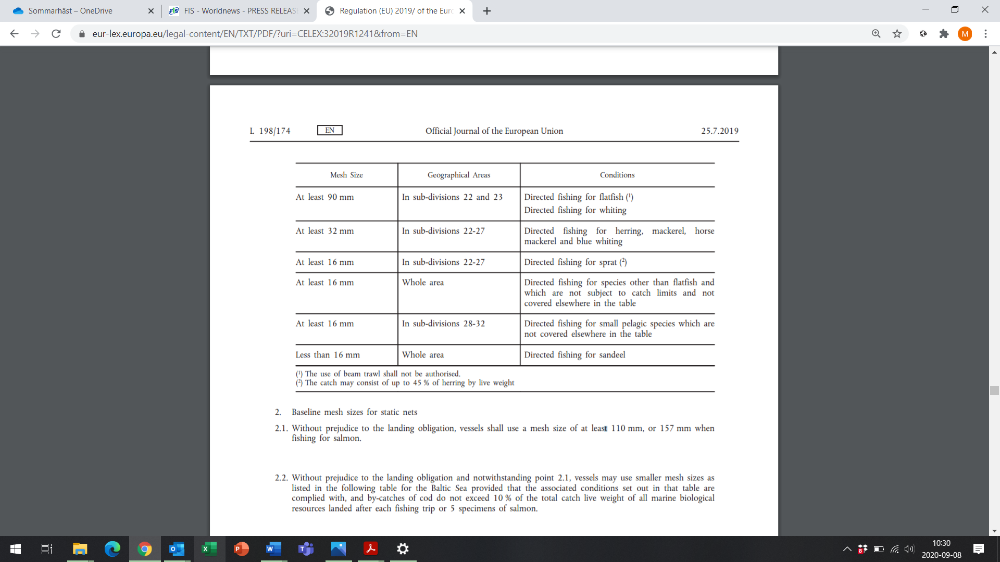 Sommarhäst – OneDrive
FIS - Worldnews - PRESS RELEAS
Regulation (EU) 2019/ of the Euro
eur-lex.europa.eu/legal-content/EN/TXT/PDF/?uri=CELEX:32019R1241&from=EN
M
L 198/174 EN Official Journal of the European Union 25.7.2019
Mesh Size Geographical Areas Conditions
At least 90 mm In sub-divisions 22 and 23 Directed fishing for flatfish (¹)
Directed fishing for whiting
At least 32 mm In sub-divisions 22-27 Directed fishing for herring, mackerel, horse
mackerel and blue whiting
At least 16 mm In sub-divisions 22-27 Directed fishing for sprat (²)
At least 16 mm Whole area Directed fishing for species other than flatfish and
which are not subject to catch limits and not
covered elsewhere in the table
At least 16 mm In sub-divisions 28-32 Directed fishing for small pelagic species which are
not covered elsewhere in the table
Less than 16 mm Whole area Directed fishing for sandeel
(¹) The use of beam trawl shall not be authorised.
(²) The catch may consist of up to 45 % of herring by live weight
2. Baseline mesh sizes for static nets
2.1. Without prejudice to the landing obligation, vessels shall use a mesh size of at least 110 mm, or 157 mm when
fishing for salmon.
2.2. Without prejudice to the landing obligation and notwithstanding point 2.1, vessels may use smaller mesh sizes as
listed in the following table for the Baltic Sea provided that the associated conditions set out in that table are
complied with, and by-catches of cod do not exceed 10 % of the total catch live weight of all marine biological
resources landed after each fishing trip or 5 specimens of salmon.
10:30
2020-09-08